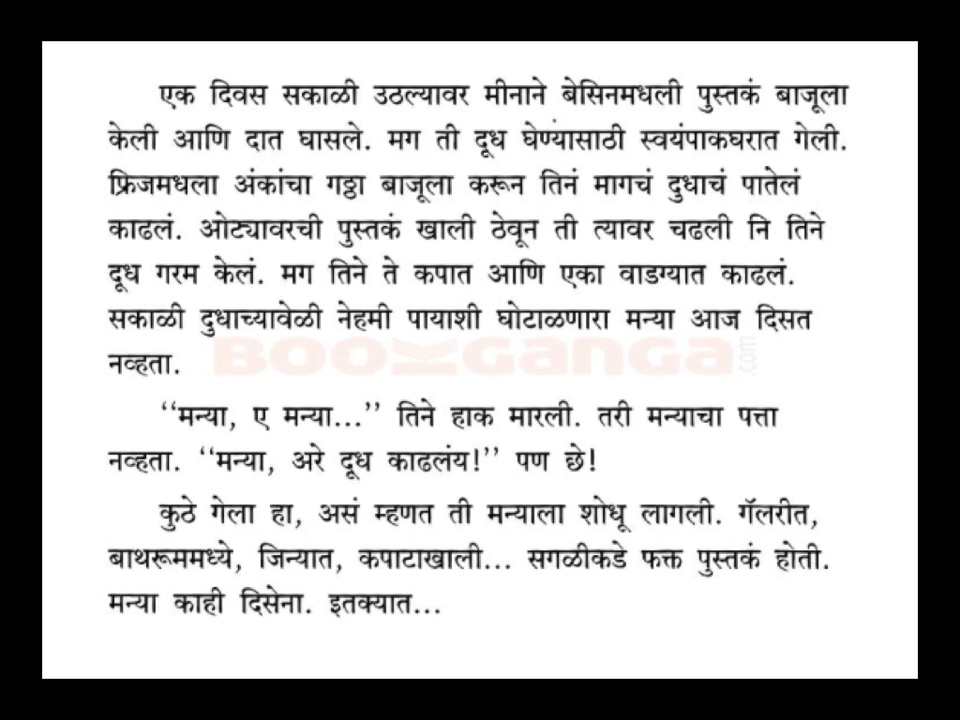 एक दिवस सकाळी उठल्यावर मीनाने बेसिनमधली पुस्तकं बाजूला
केली आणि दात घासले. मग ती दूध घेण्यासाठी स्वयंपाकघरात गेली.
फ्रिजमधला अंकांचा गठ्ठा बाजूला करून तिनं मागचं दुधाचं पातेलं
काढलं. ओट्यावरची पुस्तकं खाली ठेवून ती त्यावर चढली नि तिने
दूध गरम केलं. मग तिने ते कपात आणि एका वाडग्यात काढलं.
सकाळी दुधाच्यावेळी नेहमी पायाशी घोटाळणारा मन्या आज दिसत
नव्हता.
BOOKGanga.com
‘‘मन्या, ए मन्या...’’ तिने हाक मारली. तरी मन्याचा पत्ता
नव्हता. ‘‘मन्या, अरे दूध काढलंय!’’ पण छे!
कुठे गेला हा, असं म्हणत ती मन्याला शोधू लागली. गॅलरीत,
बाथरूममध्ये, जिन्यात, कपाटाखाली... सगळीकडे फक्त पुस्तकं होती.
मन्या काही दिसेना. इतक्यात...